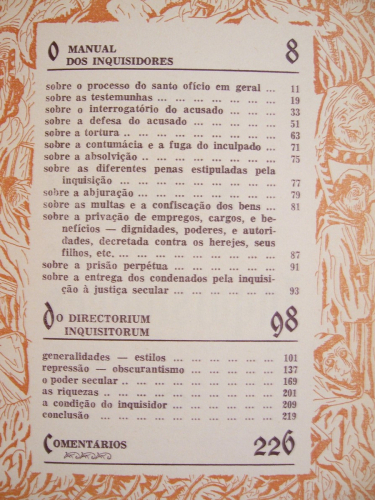 O MANUAL
DOS INQUISIDORES 8
sobre o processo do santo ofício em geral ... 11
sobre as testemunhas ... ... ... ... ... ... ... 19
sobre o interrogatório do acusado ... ... ... 33
sobre a defesa do acusado ... ... ... ... ... 51
sobre a tortura .. ... ... ... ... ... ... ... 63
sobre a contumácia e a fuga do inculpado ... 71
sobre a absolvição .. ... ... ... ... ... ... 75
sobre as diferentes penas estipuladas pela
inquisição ... ... ... ... ... ... ... ... 77
sobre a abjuração ... ... ... ... ... ... ... 79
sobre as multas e a confiscação dos bens ... 81
sobre a privação de empregos, cargos, e be-
nefícios — dignidades, poderes, e autori-
dades, decretada contra os herejes, seus
filhos, etc. ... ... ... ... ... ... ... ... 87
sobre a prisão perpétua ... ... ... ... ... ... 91
sobre a entrega dos condenados pela inquisi-
ção à justiça secular ... ... ... ... ... ... 93
DO DIRECTORIUM
INQUISITORUM 98
generalidades — estilos ... ... ... ... ... ... 101
repressão — obscurantismo ... ... ... ... ... 137
o poder secular .. ... ... ... ... ... ... ... 169
as riquezas .. ... ... ... ... ... ... ... ... 201
a condição do inquisidor ... ... ... ... ... ... 209
conclusão ... ... ... ... ... ... ... ... ... 219
COMENTÁRIOS 226